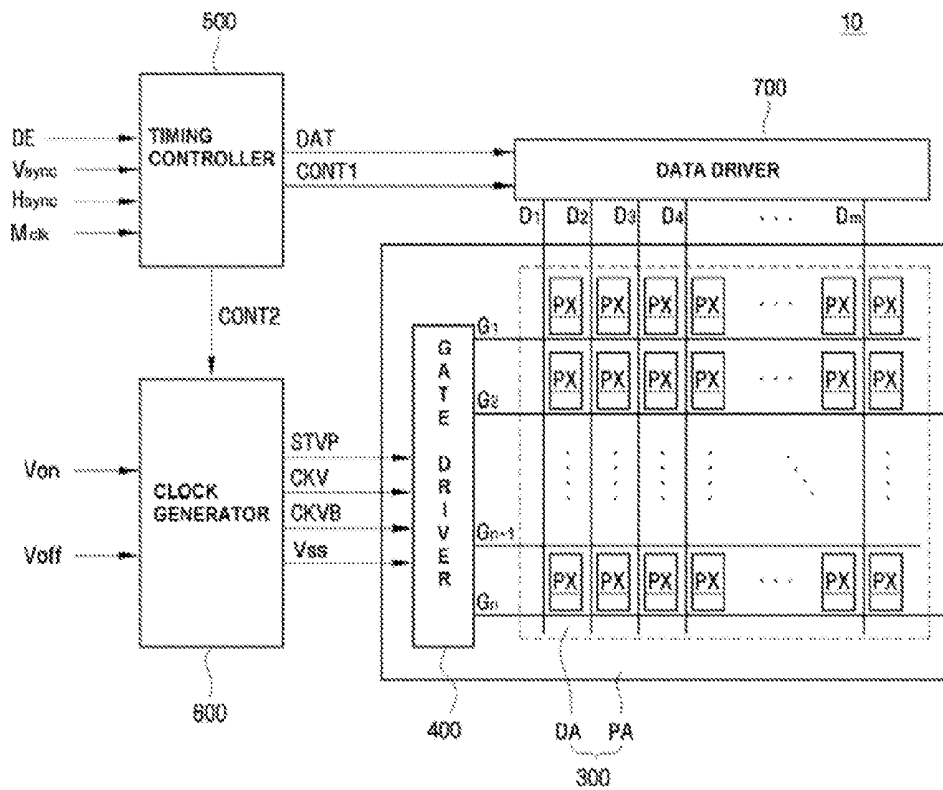 10
500
700
DE
Vsync
Hsync
Mclk
TIMING
CONTROLLER
DAT
CONT1
DATA DRIVER
D1 D2 D3 D4 · · · Dm
CONT2
PX PX PX PX · · · PX PX
G1
PX PX PX PX · · · PX PX
G2
GATE DRIVER
Von
Voff
CLOCK
GENERATOR
STVP
CKV
CKVB
Vss
Gn-1
PX PX PX PX · · · PX PX
Gn
600
400
DA PA
300